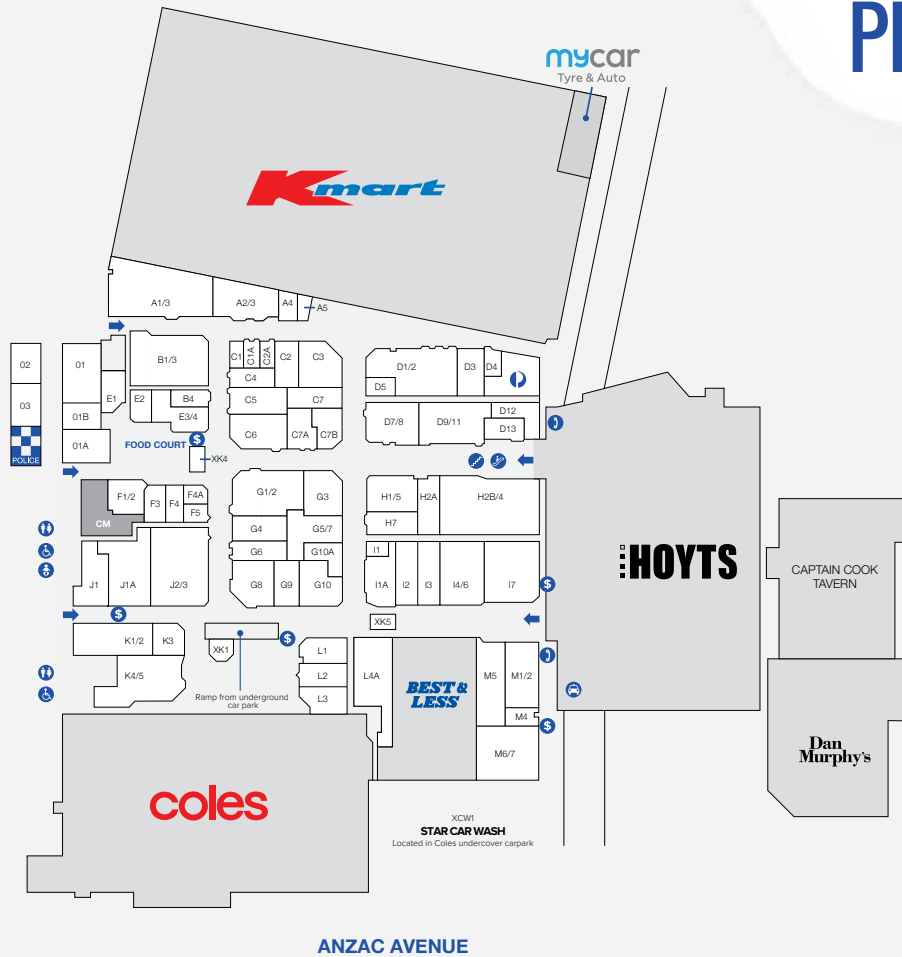 PL
mycar
Tyre & Auto
Kmart
A1/3
A2/3
A4
A5
02
01
B1/3
C1
C1A
C2A
C2
C3
D1/2
D3
D4
C4
D5
03
E1
E2
B4
C5
C7
01B
E3/4
D7/8
D9/11
D12
D13
01A
C6
C7A
C7B
FOOD COURT
$
POLICE
XK4
F1/2
F3
F4
F4A
F5
G1/2
G3
H1/5
H2A
H2B/4
CM
G4
G5/7
H7
G6
G10A
I1
HOYTS
CAPTAIN COOK
TAVERN
J1
J1A
J2/3
G8
G9
G10
I1A
I2
I3
I4/6
I7
$
$
XK5
K1/2
K3
$
XK1
L1
L2
L3
L4A
BEST &
LESS
M5
M1/2
K4/5
Ramp from underground
car park
M4
$
M6/7
Dan
Murphy's
coles
XCW1
STAR CAR WASH
Located in Coles undercover carpark
ANZAC AVENUE